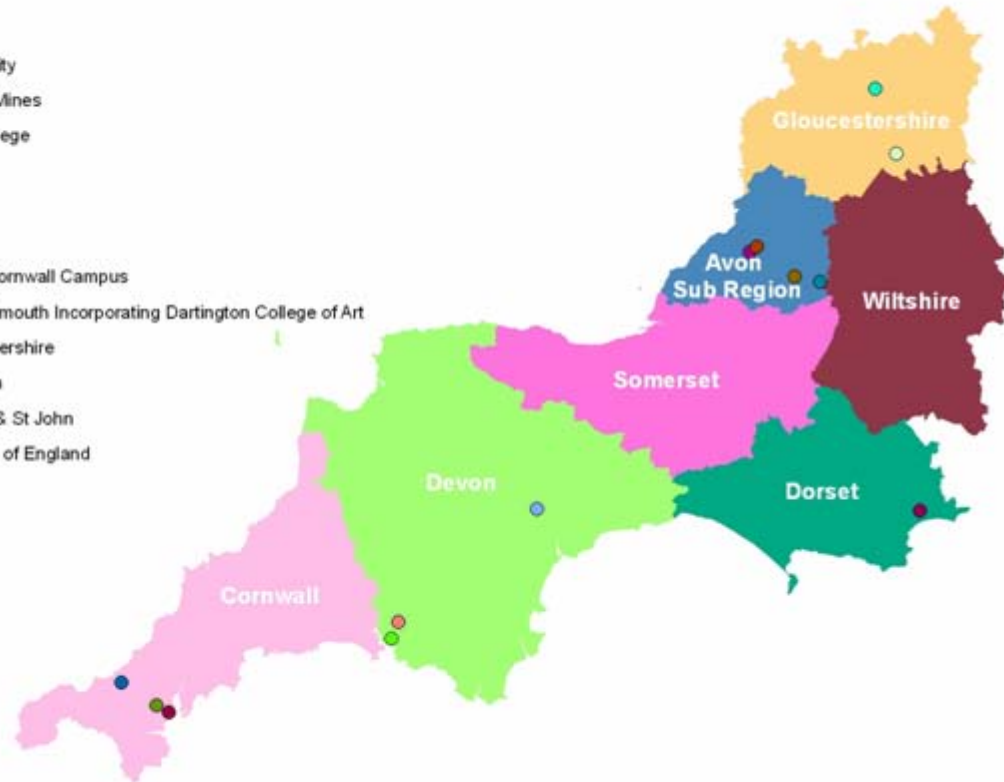 ity
Mines
ege
ornwall Campus
mouth Incorporating Dartington College of Art
ershire
& St John
of England
Gloucestershire
Avon
Sub Region
Wiltshire
Somerset
Devon
Dorset
Cornwall